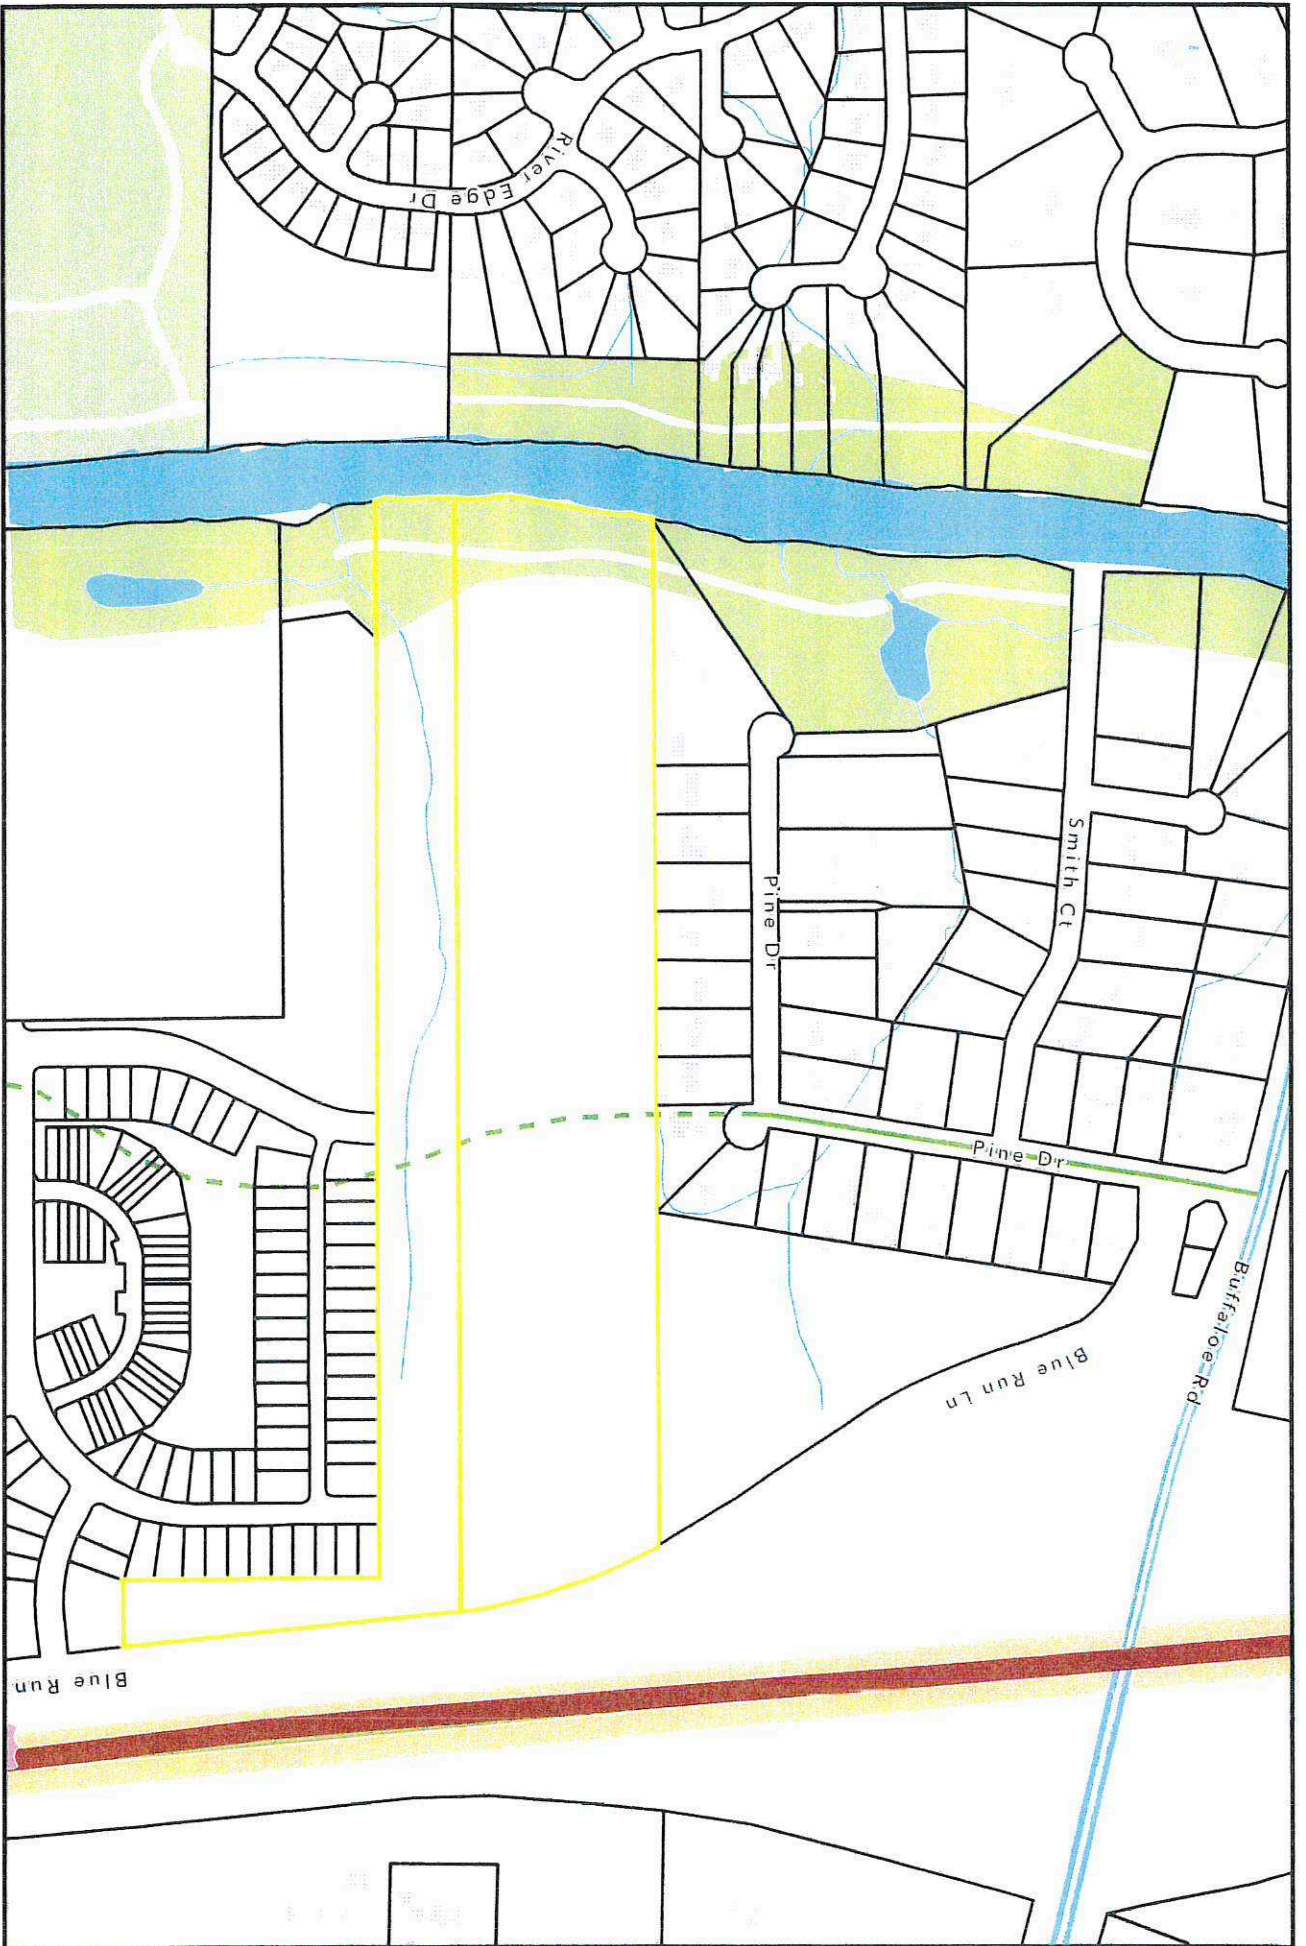 River Edge Dr
Smith Ct
Pine Dr
Pine Dr
Buffaloe Rd
Blue Run Ln
Blue Run